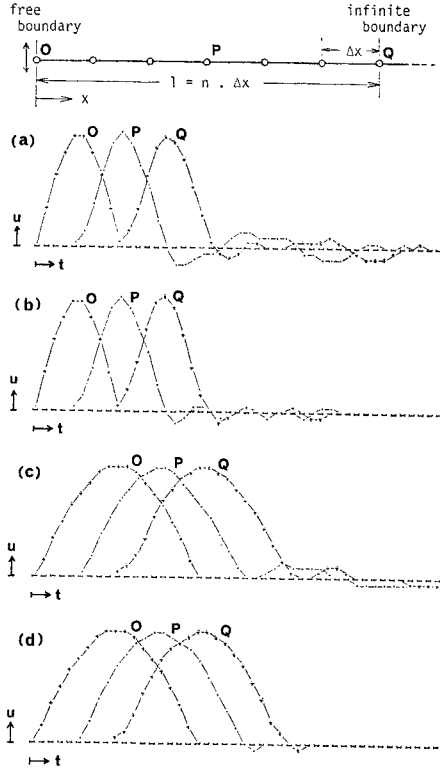 free boundary
infinite boundary
O
P
Q
Δx
l = n . Δx
x
(a)
O
P
Q
u
t
(b)
O
P
Q
u
t
(c)
O
P
Q
u
t
(d)
O
P
Q
u
t